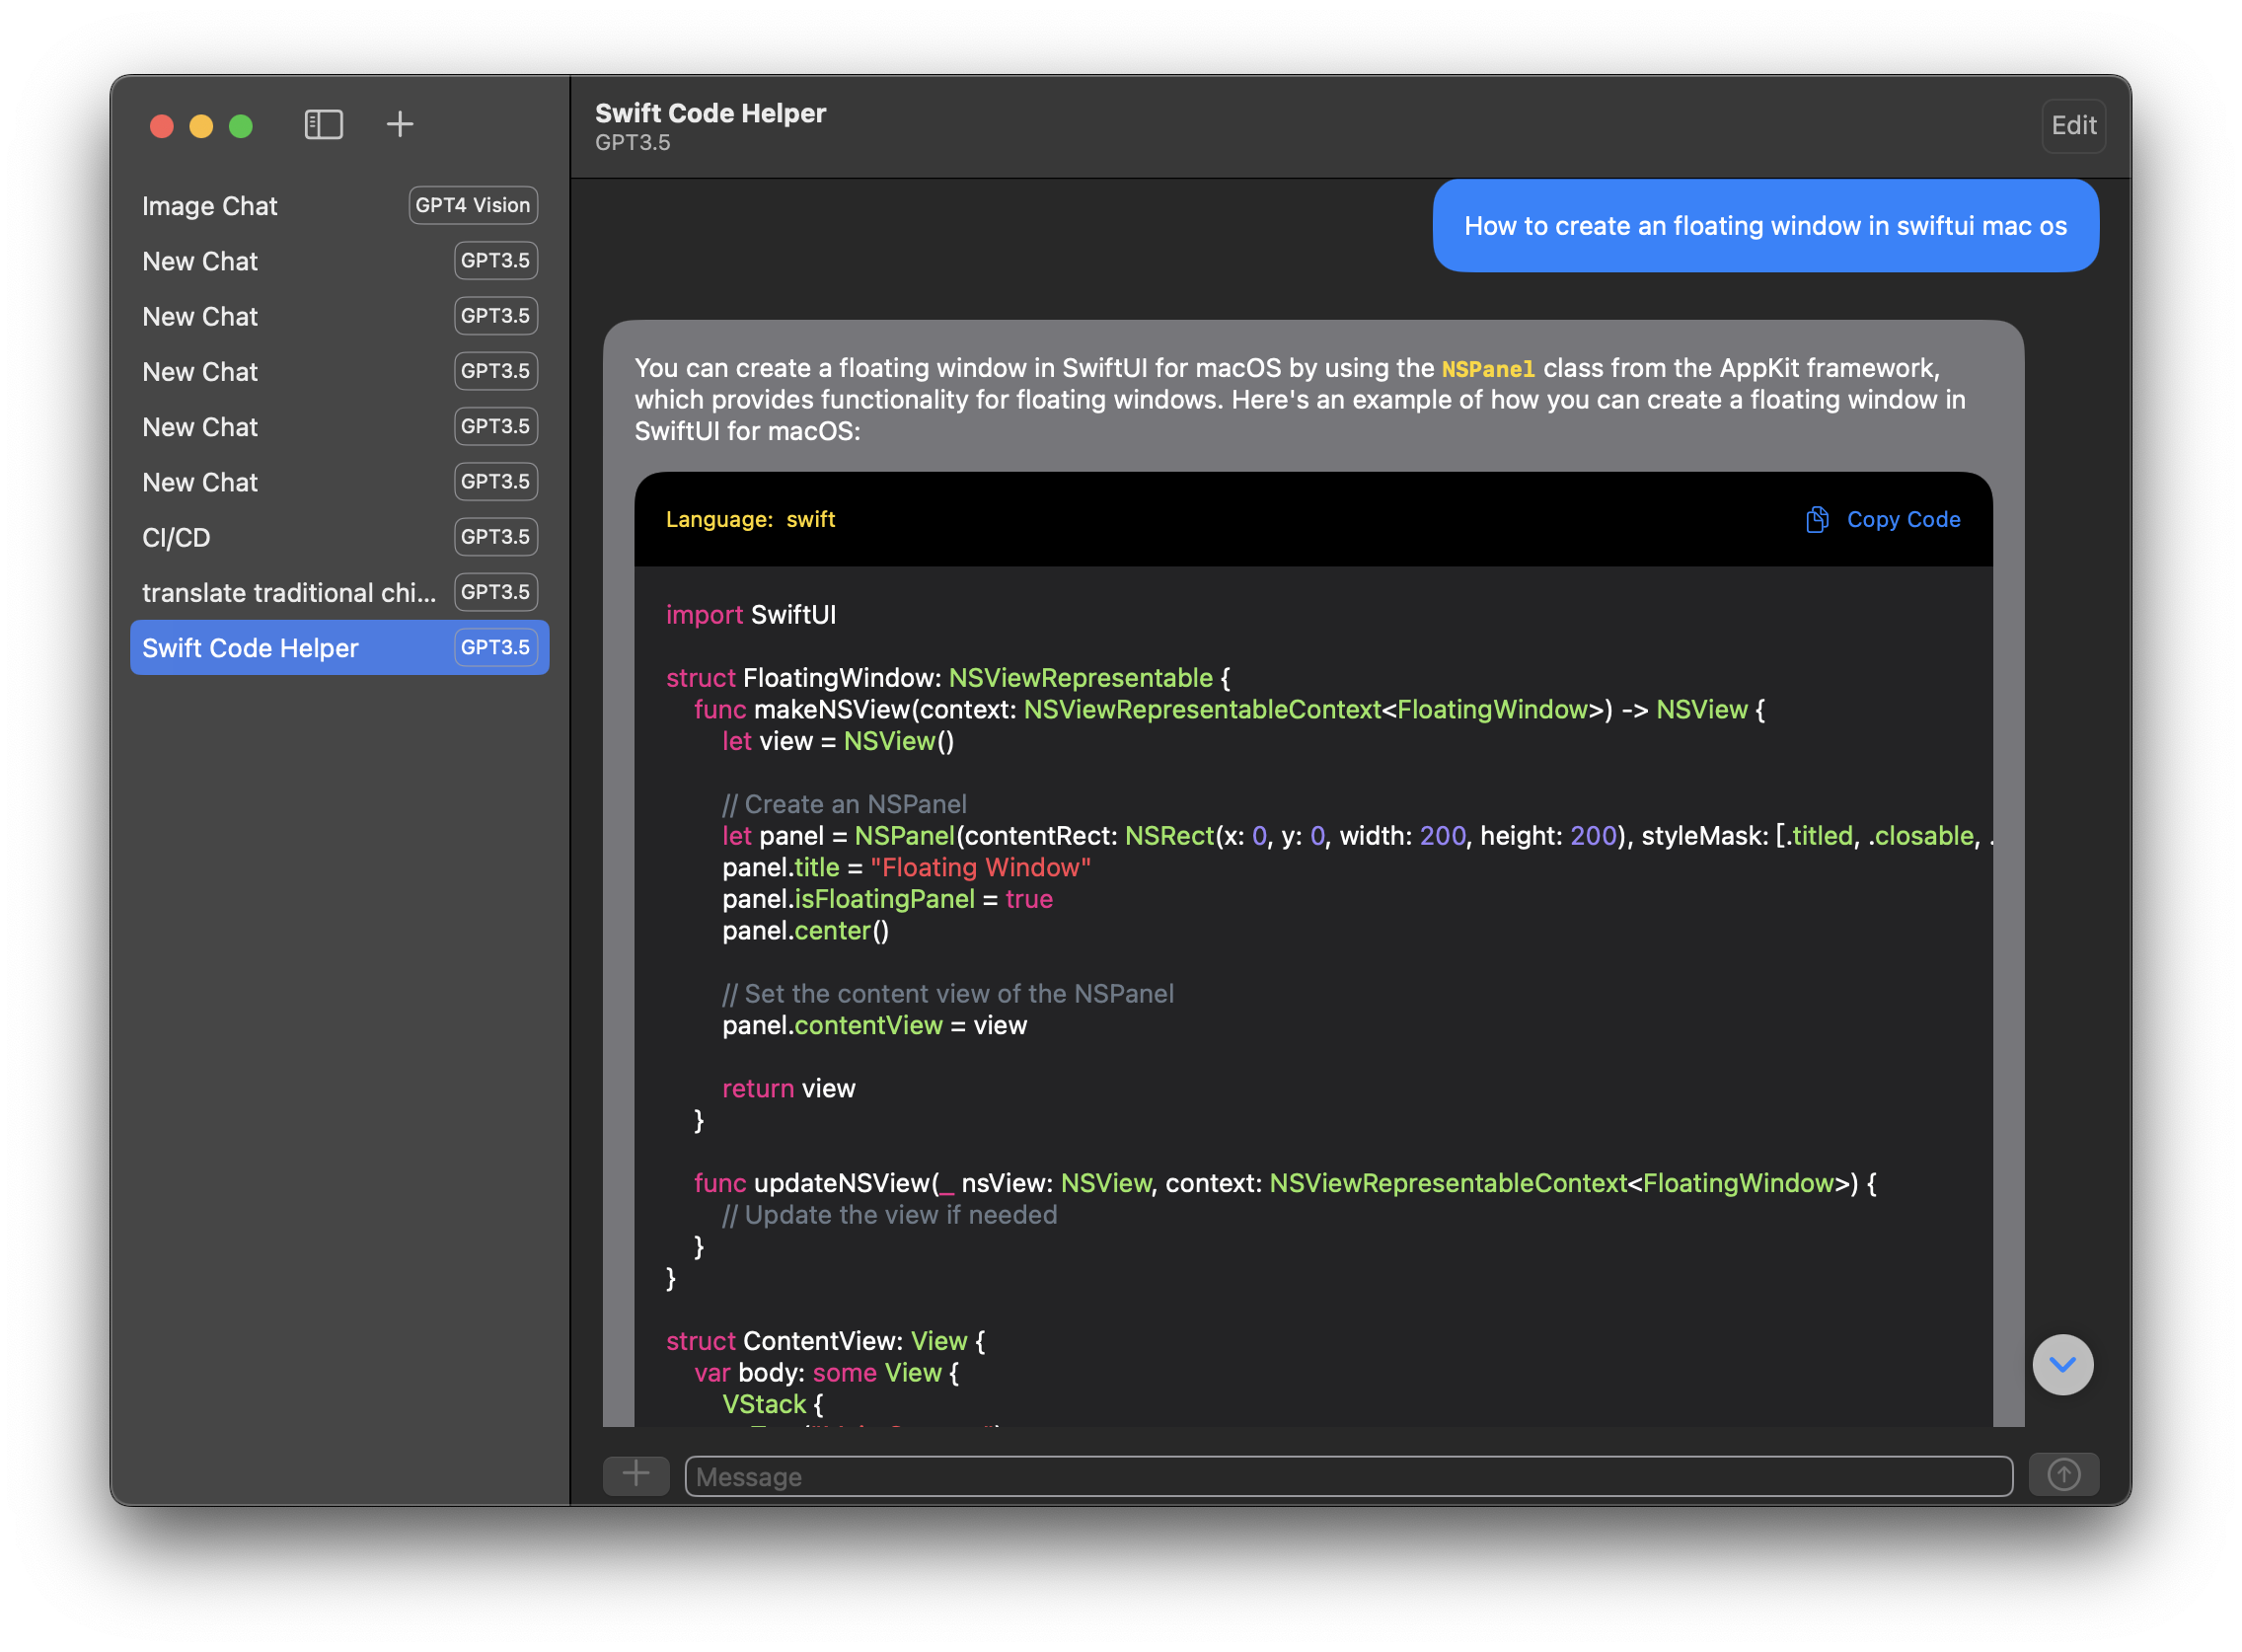 Image Chat GPT4 Vision
New Chat GPT3.5
New Chat GPT3.5
New Chat GPT3.5
New Chat GPT3.5
New Chat GPT3.5
CI/CD GPT3.5
translate traditional chi... GPT3.5
Swift Code Helper GPT3.5
Swift Code Helper
GPT3.5
Edit
How to create an floating window in swiftui mac os
You can create a floating window in SwiftUI for macOS by using the NSPanel class from the AppKit framework,
which provides functionality for floating windows. Here's an example of how you can create a floating window in
SwiftUI for macOS:
Language: swift
Copy Code
import SwiftUI
struct FloatingWindow: NSViewRepresentable {
func makeNSView(context: NSViewRepresentableContext<FloatingWindow>) -> NSView {
let view = NSView()
// Create an NSPanel
let panel = NSPanel(contentRect: NSRect(x: 0, y: 0, width: 200, height: 200), styleMask: [.titled, .closable, .
panel.title = "Floating Window"
panel.isFloatingPanel = true
panel.center()
// Set the content view of the NSPanel
panel.contentView = view
return view
}
func updateNSView(_ nsView: NSView, context: NSViewRepresentableContext<FloatingWindow>) {
// Update the view if needed
}
}
struct ContentView: View {
var body: some View {
VStack {
Message